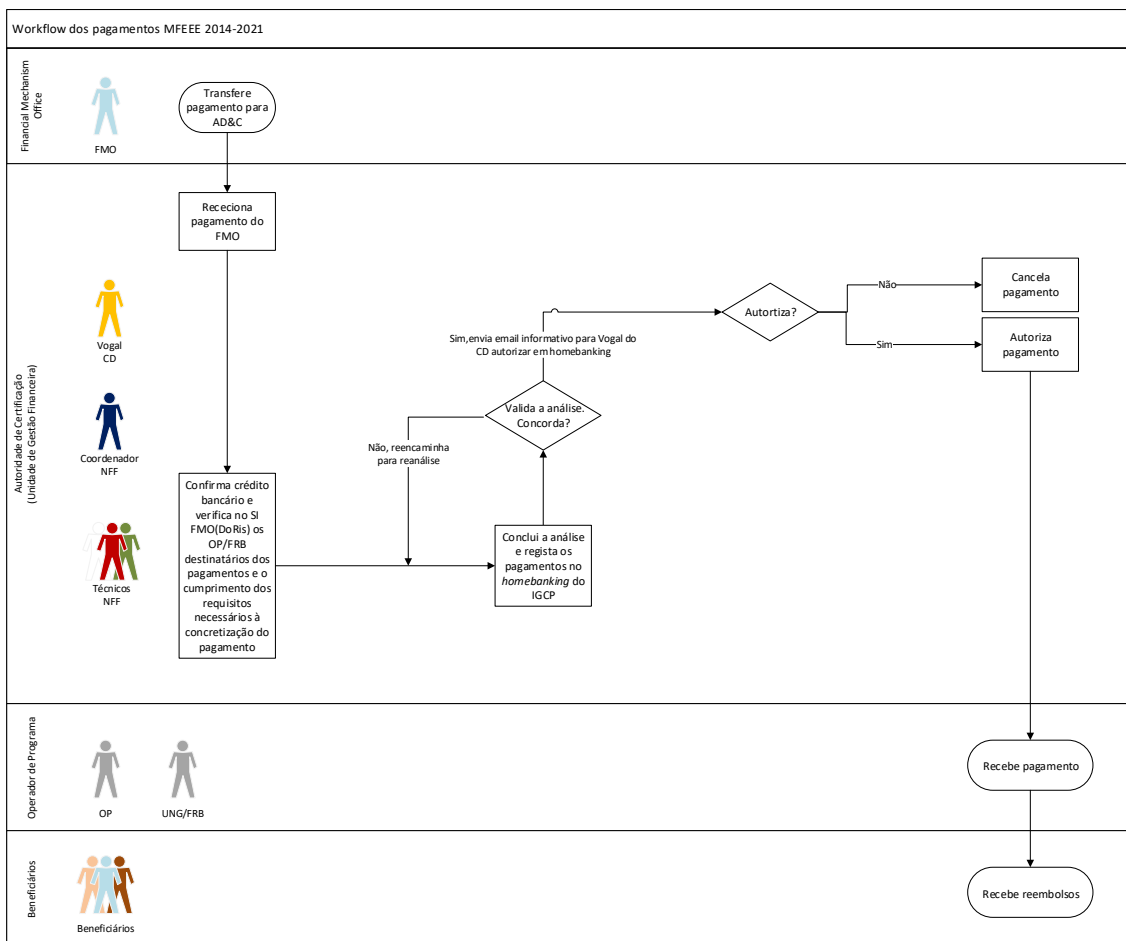 Workflow dos pagamentos MFEEE 2014-2021
Financial Mechanism
Office
FMO
Transfere
pagamento para
AD&C
Autoridade de Certificação
(Unidade de Gestão Financeira)
Receciona
pagamento do
FMO
Vogal
CD
Coordenador
NFF
Técnicos
NFF
Confirma crédito
bancário e
verifica no SI
FMO(DoRis) os
OP/FRB
destinatários dos
pagamentos e o
cumprimento dos
requisitos
necessários à
concretização do
pagamento
Não, reencaminha
para reanálise
Conclui a análise
e regista os
pagamentos no
homebanking do
IGCP
Valida a análise.
Concorda?
Sim,envia email informativo para Vogal do
CD autorizar em homebanking
Autortiza?
Não
Cancela
pagamento
Sim
Autoriza
pagamento
Operador de Programa
OP
UNG/FRB
Recebe pagamento
Beneficiários
Beneficiários
Recebe reembolsos